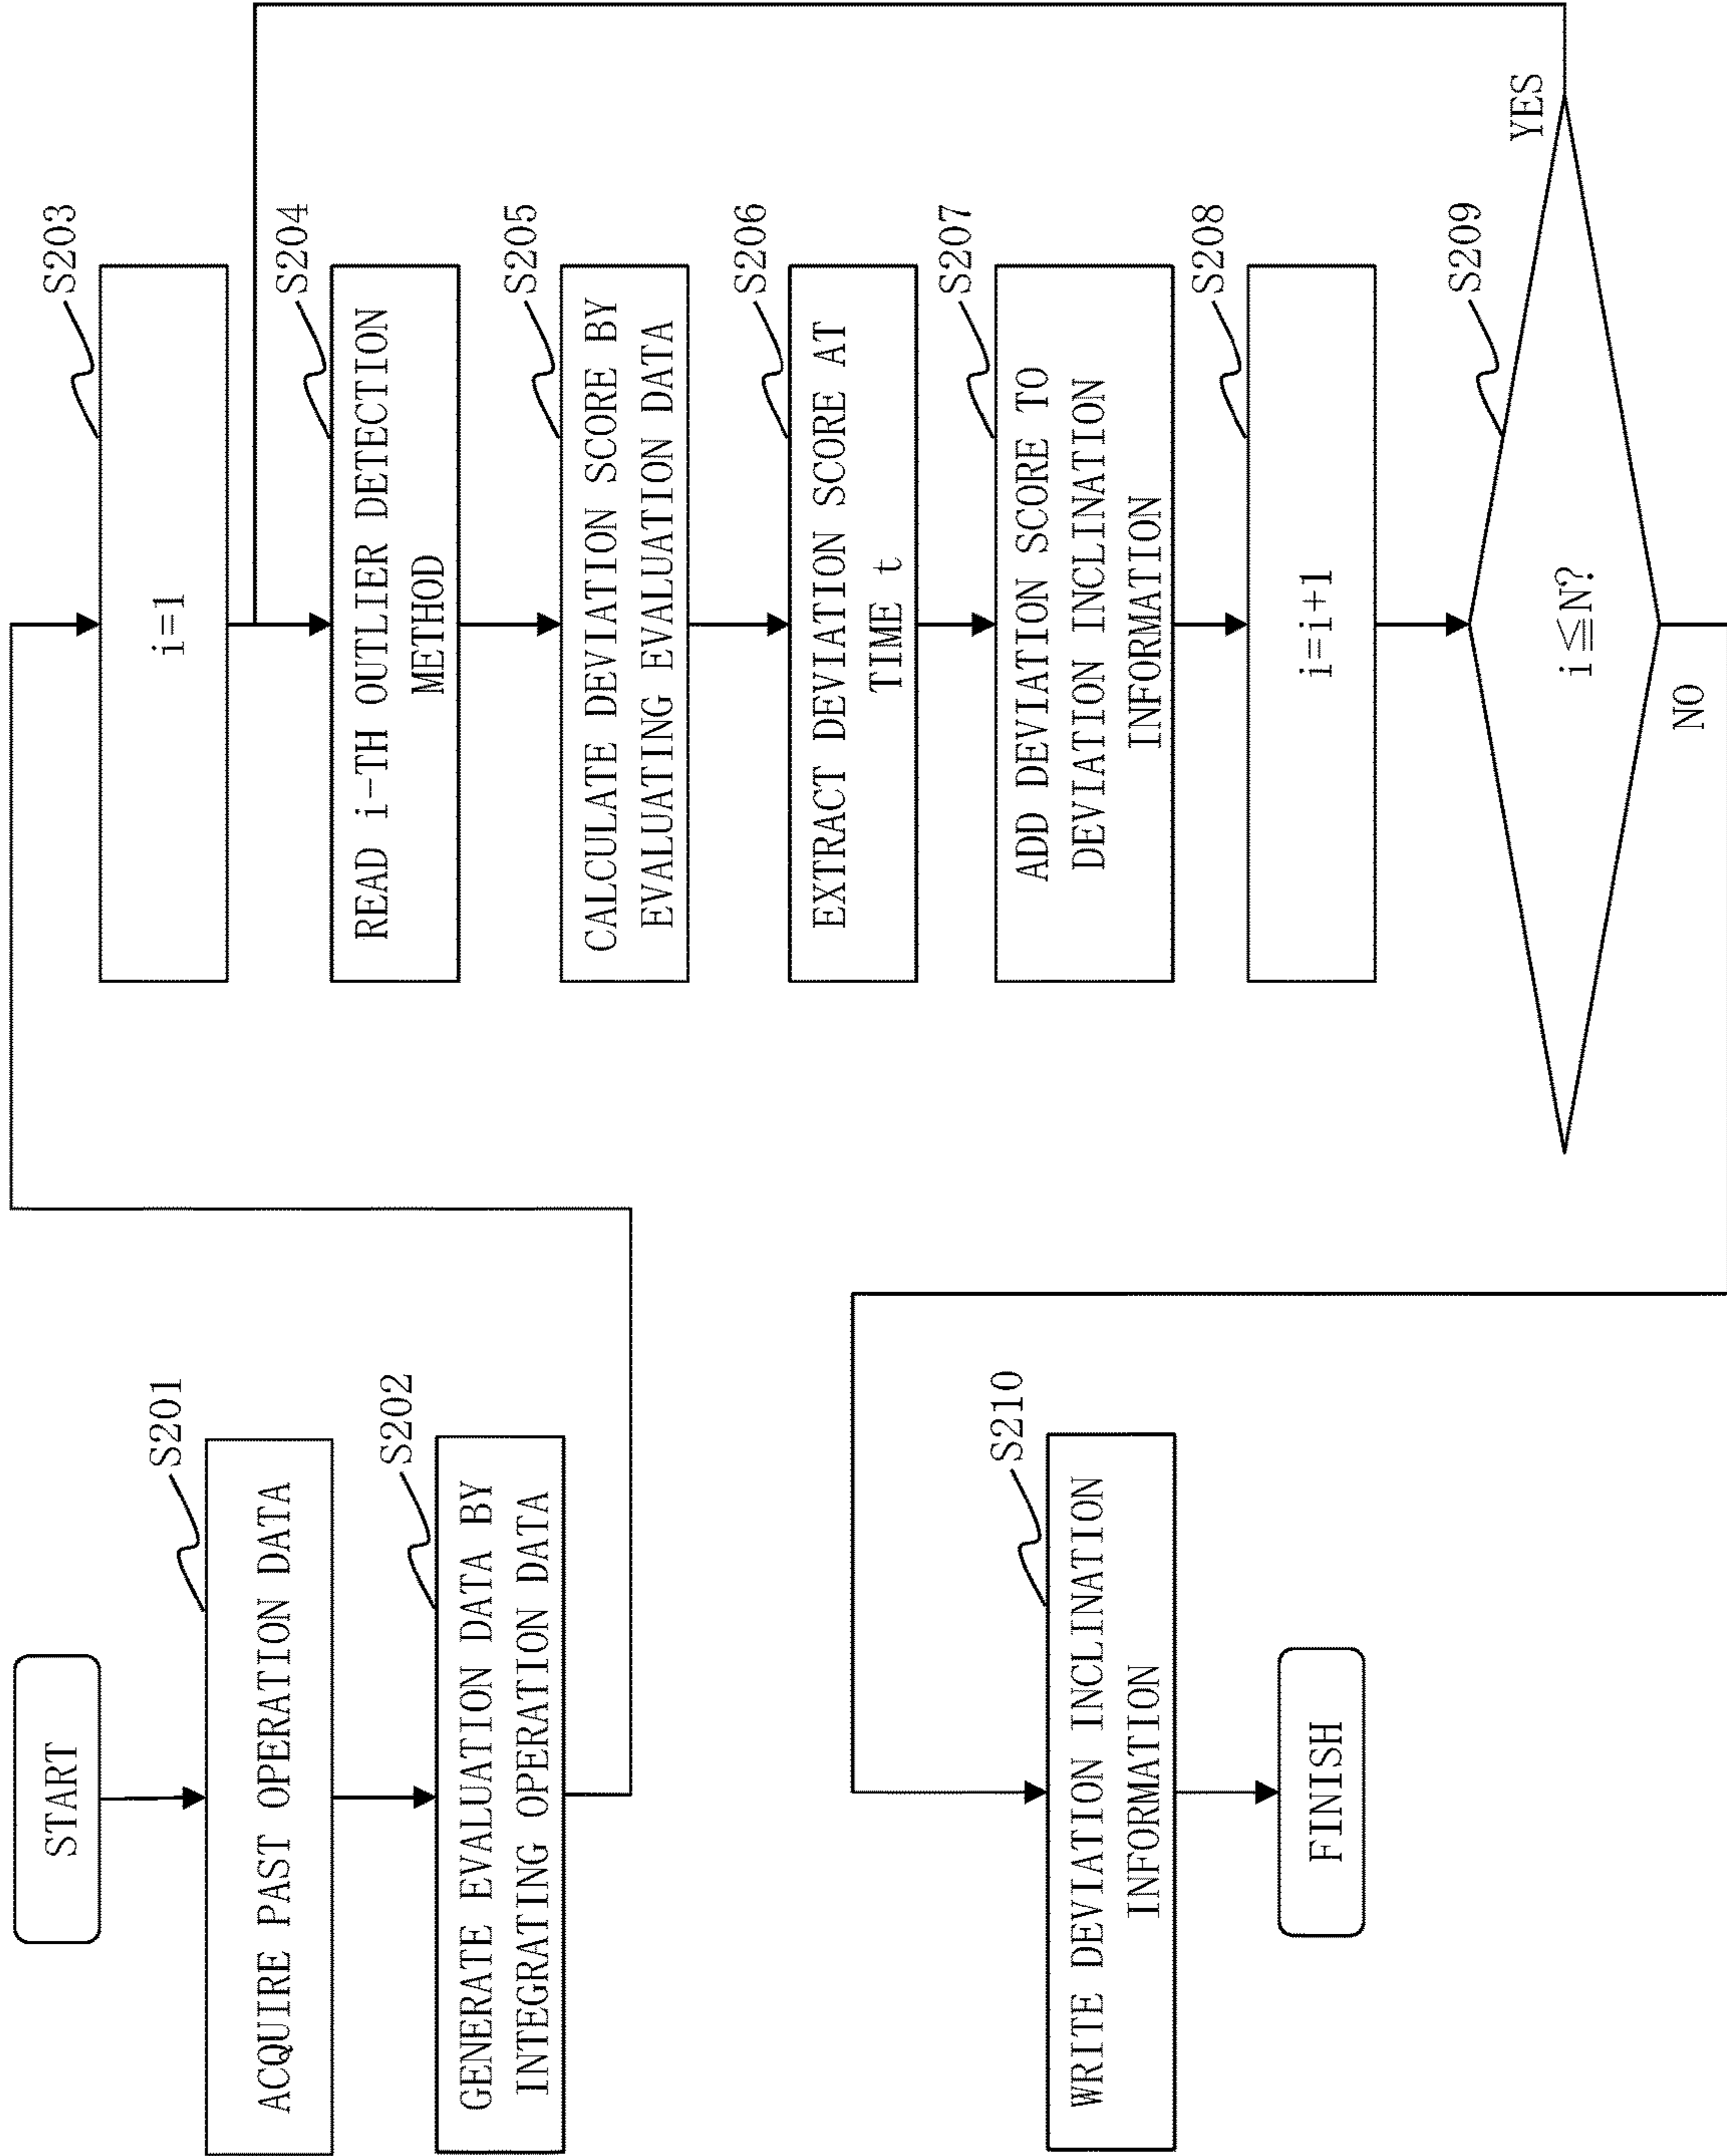 START
S201
ACQUIRE PAST OPERATION DATA
S202
GENERATE EVALUATION DATA BY
INTEGRATING OPERATION DATA
S203
i=1
S204
READ i-TH OUTLIER DETECTION
METHOD
S205
CALCULATE DEVIATION SCORE BY
EVALUATING EVALUATION DATA
S206
EXTRACT DEVIATION SCORE AT
TIME t
S207
ADD DEVIATION SCORE TO
DEVIATION INCLINATION
INFORMATION
S208
i=i+1
S209
i≦N?
YES
NO
S210
WRITE DEVIATION INCLINATION
INFORMATION
FINISH